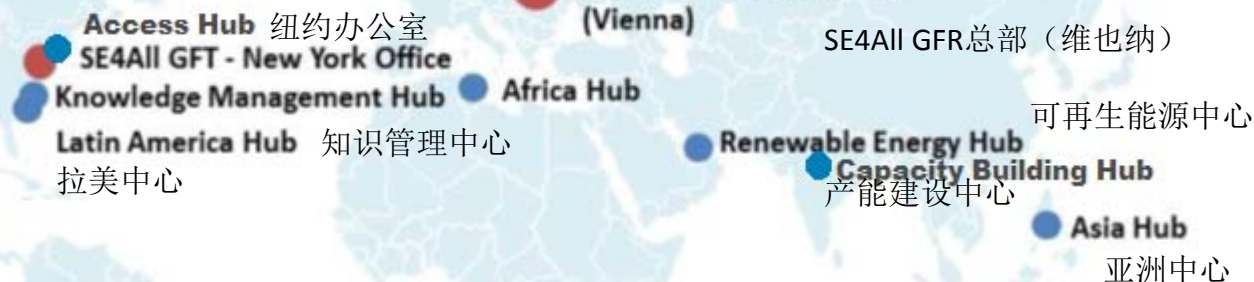 (Vienna)
SE4All GFR总部（维也纳）
Access Hub 纽约办公室
SE4All GFT - New York Office
Knowledge Management Hub
Africa Hub
Latin America Hub 知识管理中心
拉美中心
可再生能源中心
Renewable Energy Hub
Capacity Building Hub
产能建设中心
Asia Hub
亚洲中心